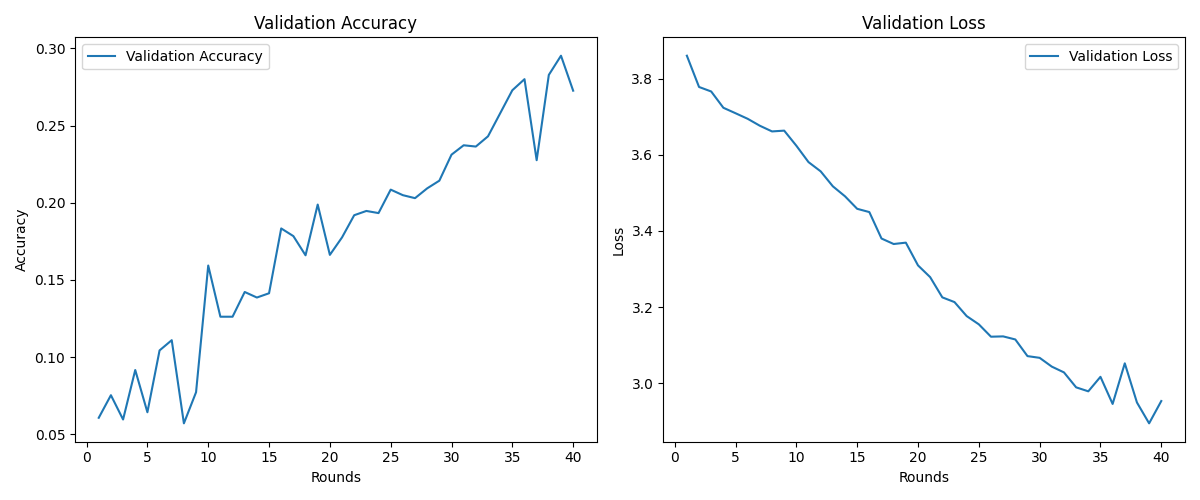 Validation Accuracy
Validation Accuracy
0.30
0.25
0.20
0.15
0.10
0.05
Accuracy
0 5 10 15 20 25 30 35 40
Rounds
Validation Loss
Validation Loss
3.8
3.6
3.4
3.2
3.0
Loss
0 5 10 15 20 25 30 35 40
Rounds